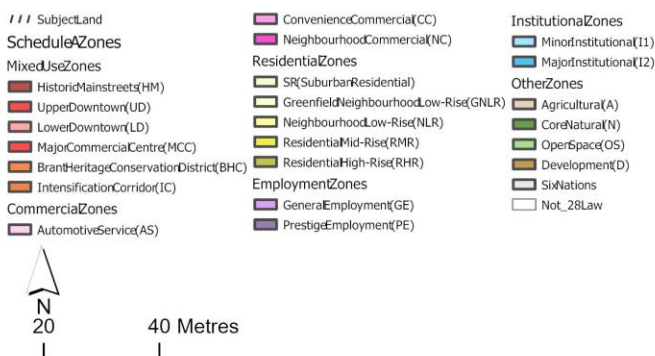 / / / SubjectLand
ScheduleAZones
MixedUseZones
HistoricMainstreets(HM)
UpperDowntown(UD)
LowerDowntown(LD)
MajorCommercialCentre(MCC)
BrantHeritageConservationDistrict(BHC)
IntensificationCorridor(IC)
CommercialZones
AutomotiveService(AS)
ConvenienceCommercial(CC)
NeighbourhoodCommercial(NC)
ResidentialZones
SR(SuburbanResidential)
GreenfieldNeighbourhoodLow-Rise(GNLR)
NeighbourhoodLow-Rise(NLR)
ResidentialMid-Rise(RMR)
ResidentialHigh-Rise(RHR)
EmploymentZones
GeneralEmployment(GE)
PrestigeEmployment(PE)
InstitutionalZones
MinorInstitutional(I1)
MajorInstitutional(I2)
OtherZones
Agricultural(A)
CoreNatural(N)
OpenSpace(OS)
Development(D)
SixNations
Not_28Law
N
20 40 Metres